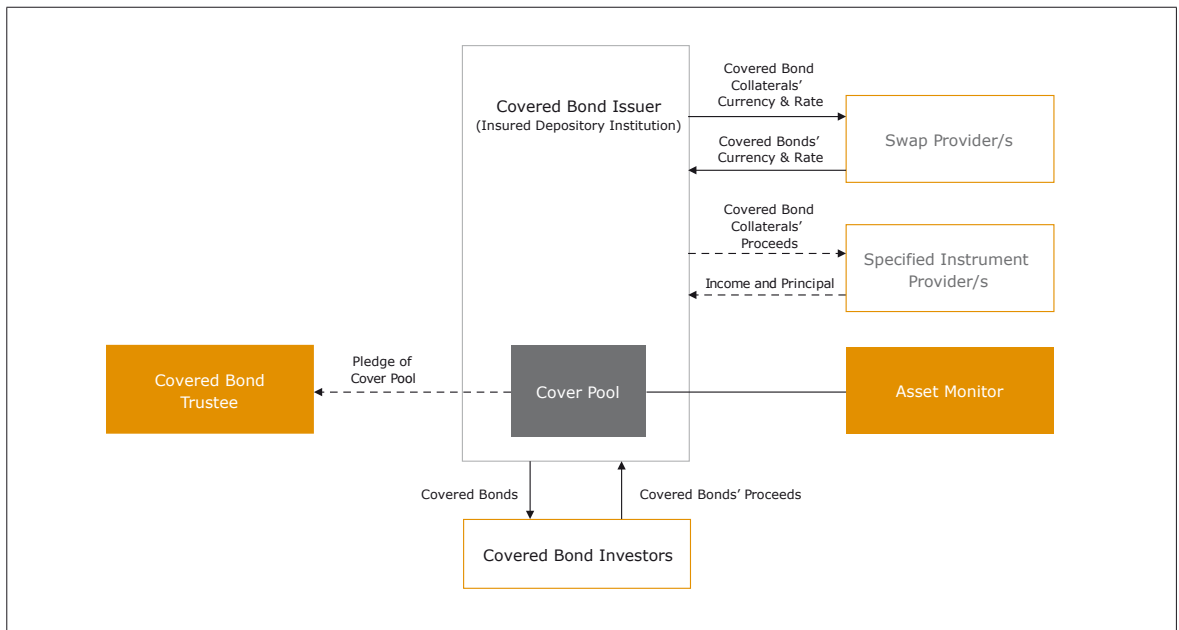 Covered Bond Issuer
(Insured Depository Institution)
Covered Bond
Collaterals’
Currency & Rate
Covered Bonds’
Currency & Rate
Swap Provider/s
Covered Bond
Collaterals’
Proceeds
Income and Principal
Specified Instrument
Provider/s
Covered Bond
Trustee
Pledge of
Cover Pool
Cover Pool
Asset Monitor
Covered Bonds
Covered Bonds’ Proceeds
Covered Bond Investors